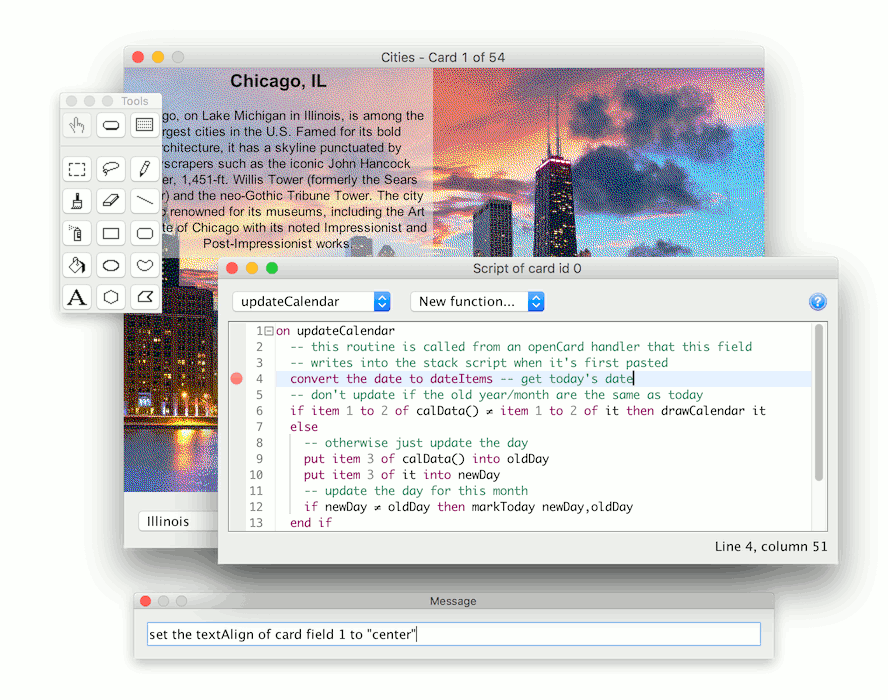 Cities - Card 1 of 54
Tools
Chicago, IL
go, on Lake Michigan in Illinois, is among the
rgest cities in the U.S. Famed for its bold
rchitecture, it has a skyline punctuated by
yscrapers such as the iconic John Hancock
er, 1,451-ft. Willis Tower (formerly the Sears
r) and the neo-Gothic Tribune Tower. The city
renowned for its museums, including the Art
te of Chicago with its noted Impressionist and
Post-Impressionist works.
A
Illinois
Script of card id 0
updateCalendar
New function...
?
1 on updateCalendar
2 -- this routine is called from an openCard handler that this field
3 -- writes into the stack script when it's first pasted
4 convert the date to dateItems -- get today's date
5 -- don't update if the old year/month are the same as today
6 if item 1 to 2 of calData() ≠ item 1 to 2 of it then drawCalendar it
7 else
8 -- otherwise just update the day
9 put item 3 of calData() into oldDay
10 put item 3 of it into newDay
11 -- update the day for this month
12 if newDay ≠ oldDay then markToday newDay,oldDay
13 end if
Line 4, column 51
Message
set the textAlign of card field 1 to "center"